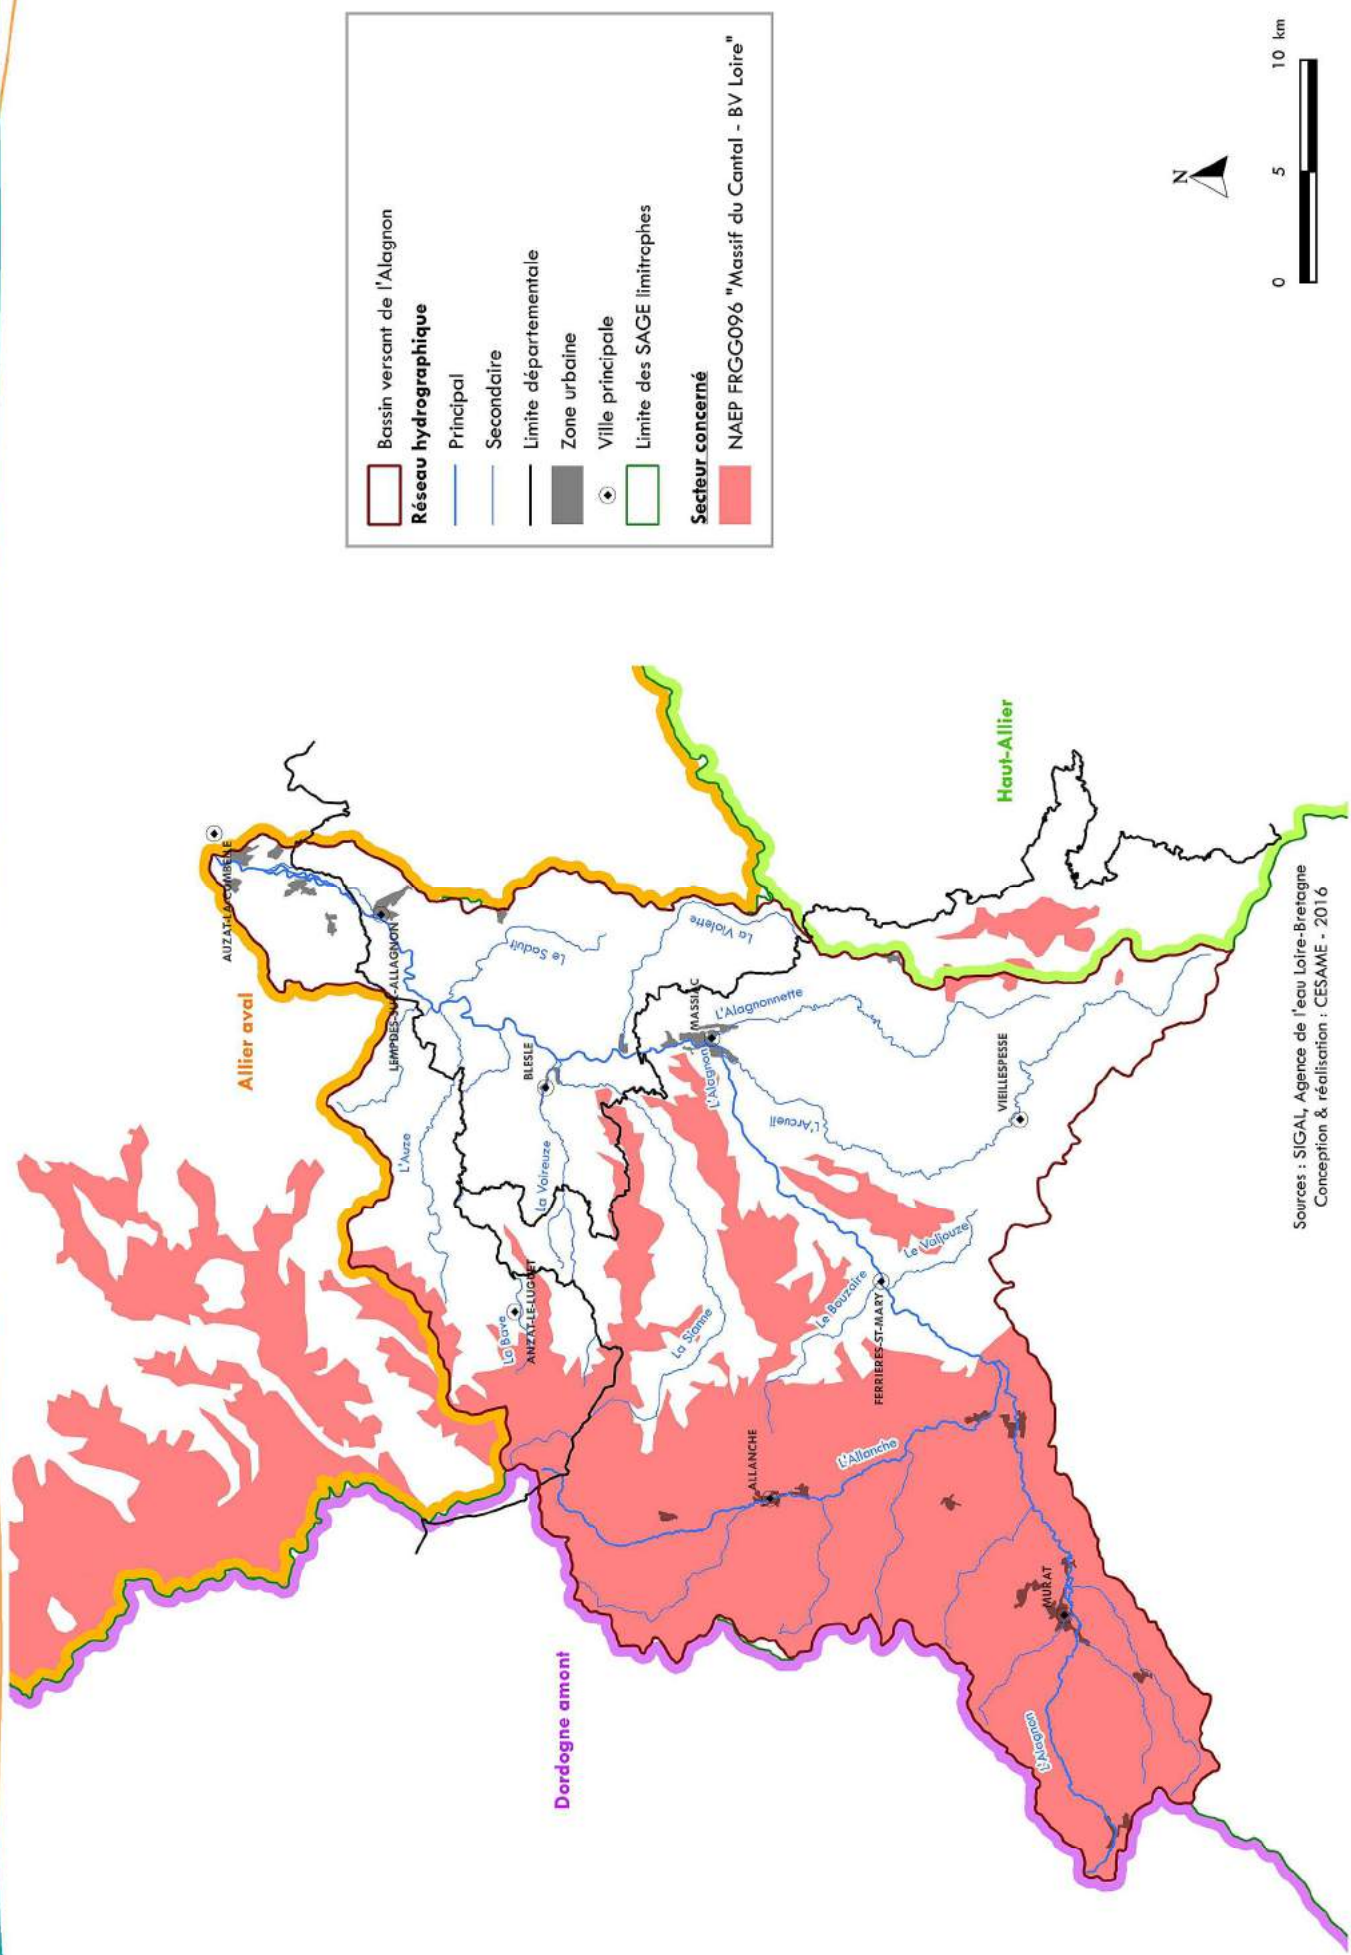 Bassin versant de l'Alagnon
Réseau hydrographique
Principal
Secondaire
Limite départementale
Zone urbaine
Ville principale
Limite des SAGE limitrophes
Secteur concerné
NAEP FRGG096 "Massif du Cantal - BV Loire"
N
0 5 10 km
Allier aval
Haut-Allier
Dordogne amont
AUZAT-LA-COMBELLE
LEMPDES-SUR-ALLAGNON
L'Auze
Le Saduit
BLESLE
La Voireuze
La Bave
ANZAT-LE-LUGUET
La Violette
MASSIAC
L'Alagnon
L'Alagnonnette
L'Arcueil
La Sianne
VIEILLESPESSE
Le Bouzaire
Le Valjouze
FERRIERES-ST-MARY
ALLANCHE
L'Allanche
MURAT
L'Alagnon
Sources : SIGAL, Agence de l'eau Loire-Bretagne
Conception & réalisation : CESAME - 2016